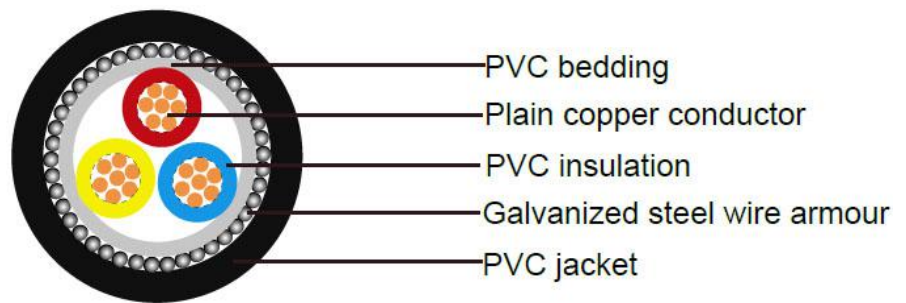 PVC bedding
Plain copper conductor
PVC insulation
Galvanized steel wire armour
PVC jacket